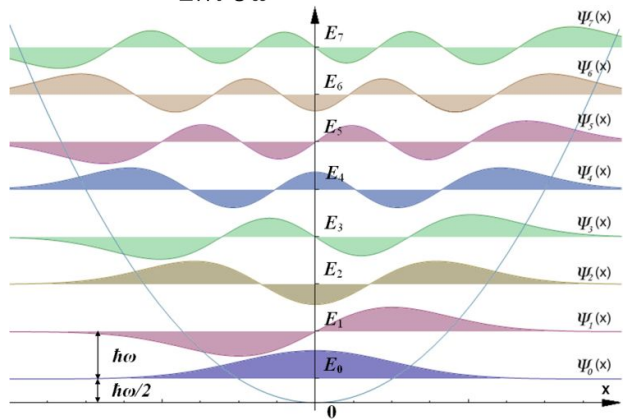 E₇ Ψ₇(x)
E₆ Ψ₆(x)
E₅ Ψ₅(x)
E₄ Ψ₄(x)
E₃ Ψ₃(x)
E₂ Ψ₂(x)
E₁ Ψ₁(x)
ħω
E₀ Ψ₀(x)
ħω/2 x
0